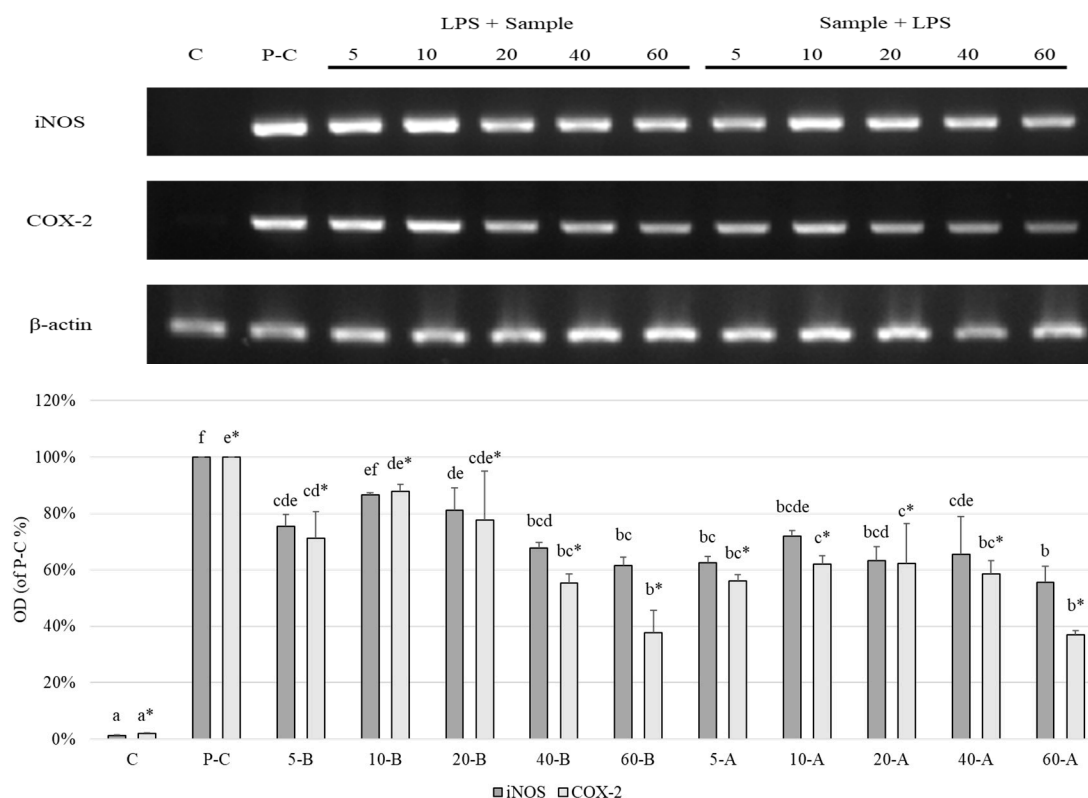 LPS + Sample Sample + LPS
C P-C 5 10 20 40 60 5 10 20 40 60
iNOS
COX-2
β-actin
120%
100%
80%
60%
40%
20%
0%
OD (of P-C %)
a a* f e* cde cd* ef de* de cde* bcd bc* bc b* bc bc* bcde c* bcd c* cde bc* b b*
C P-C 5-B 10-B 20-B 40-B 60-B 5-A 10-A 20-A 40-A 60-A
iNOS COX-2